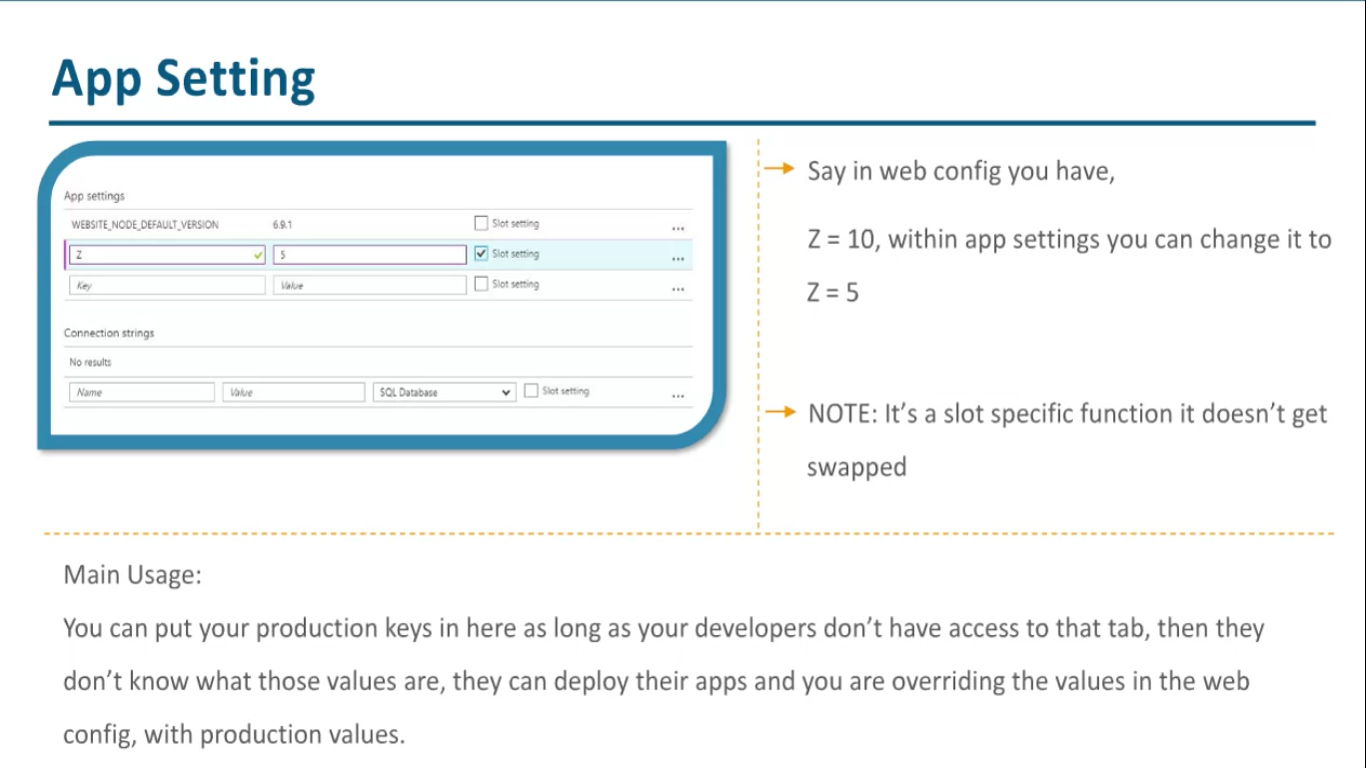 App Setting
App settings
WEBSITE_NODE_DEFAULT_VERSION 6.9.1 Slot setting ...
Z 5 Slot setting ...
Key Value Slot setting ...
Connection strings
No results
Name Value SQL Database Slot setting ...
Say in web config you have,
Z = 10, within app settings you can change it to
Z = 5
NOTE: It's a slot specific function it doesn't get
swapped
Main Usage:
You can put your production keys in here as long as your developers don't have access to that tab, then they
don't know what those values are, they can deploy their apps and you are overriding the values in the web
config, with production values.